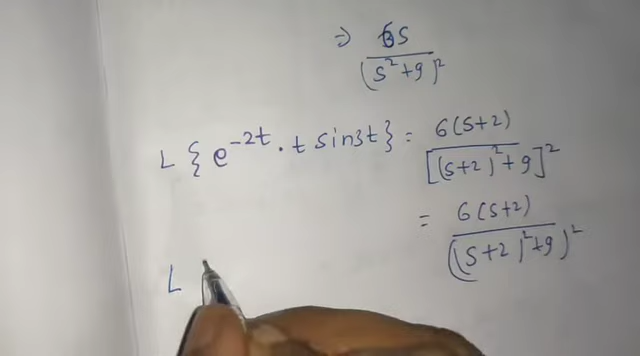 ⇒ 6s/(s²+9)²
L{e^-2t . t sin3t} = 6(s+2)/[(s+2)²+9]²
= 6(s+2)/((s+2)²+9)²
L